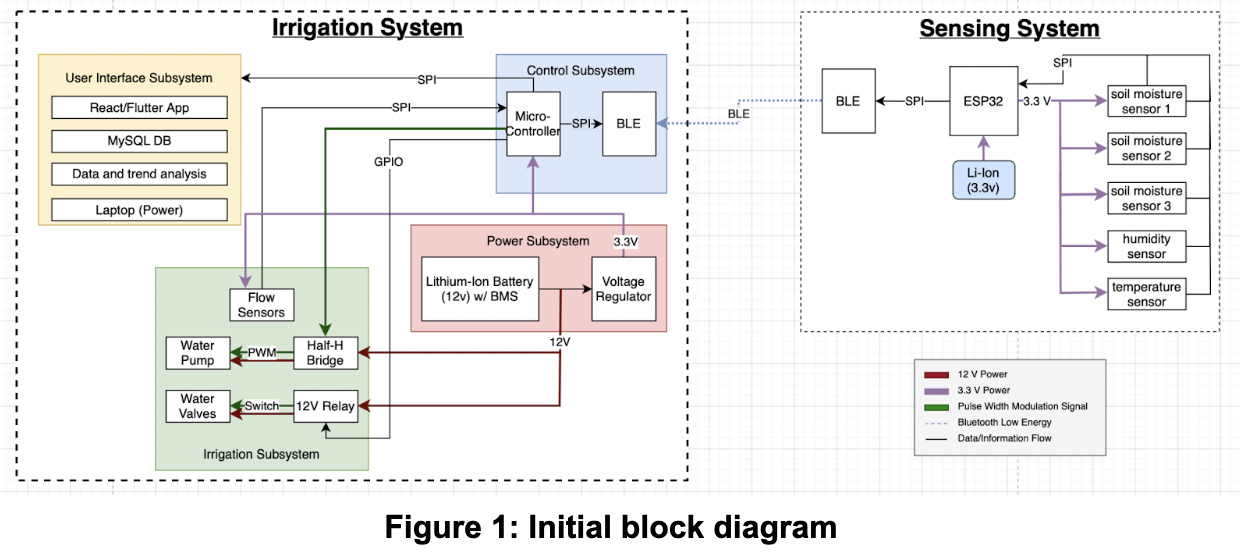 Irrigation System
User Interface Subsystem
React/Flutter App
MySQL DB
Data and trend analysis
Laptop (Power)
SPI
SPI
GPIO
Control Subsystem
Micro-
Controller
SPI
BLE
BLE
Power Subsystem
3.3V
Lithium-Ion Battery
(12v) w/ BMS
Voltage
Regulator
12V
Flow
Sensors
Water
Pump
PWM
Half-H
Bridge
Water
Valves
Switch
12V Relay
Irrigation Subsystem
Sensing System
BLE
SPI
ESP32
SPI
3.3 V
Li-Ion
(3.3v)
soil moisture
sensor 1
soil moisture
sensor 2
soil moisture
sensor 3
humidity
sensor
temperature
sensor
12 V Power
3.3 V Power
Pulse Width Modulation Signal
Bluetooth Low Energy
Data/Information Flow
Figure 1: Initial block diagram